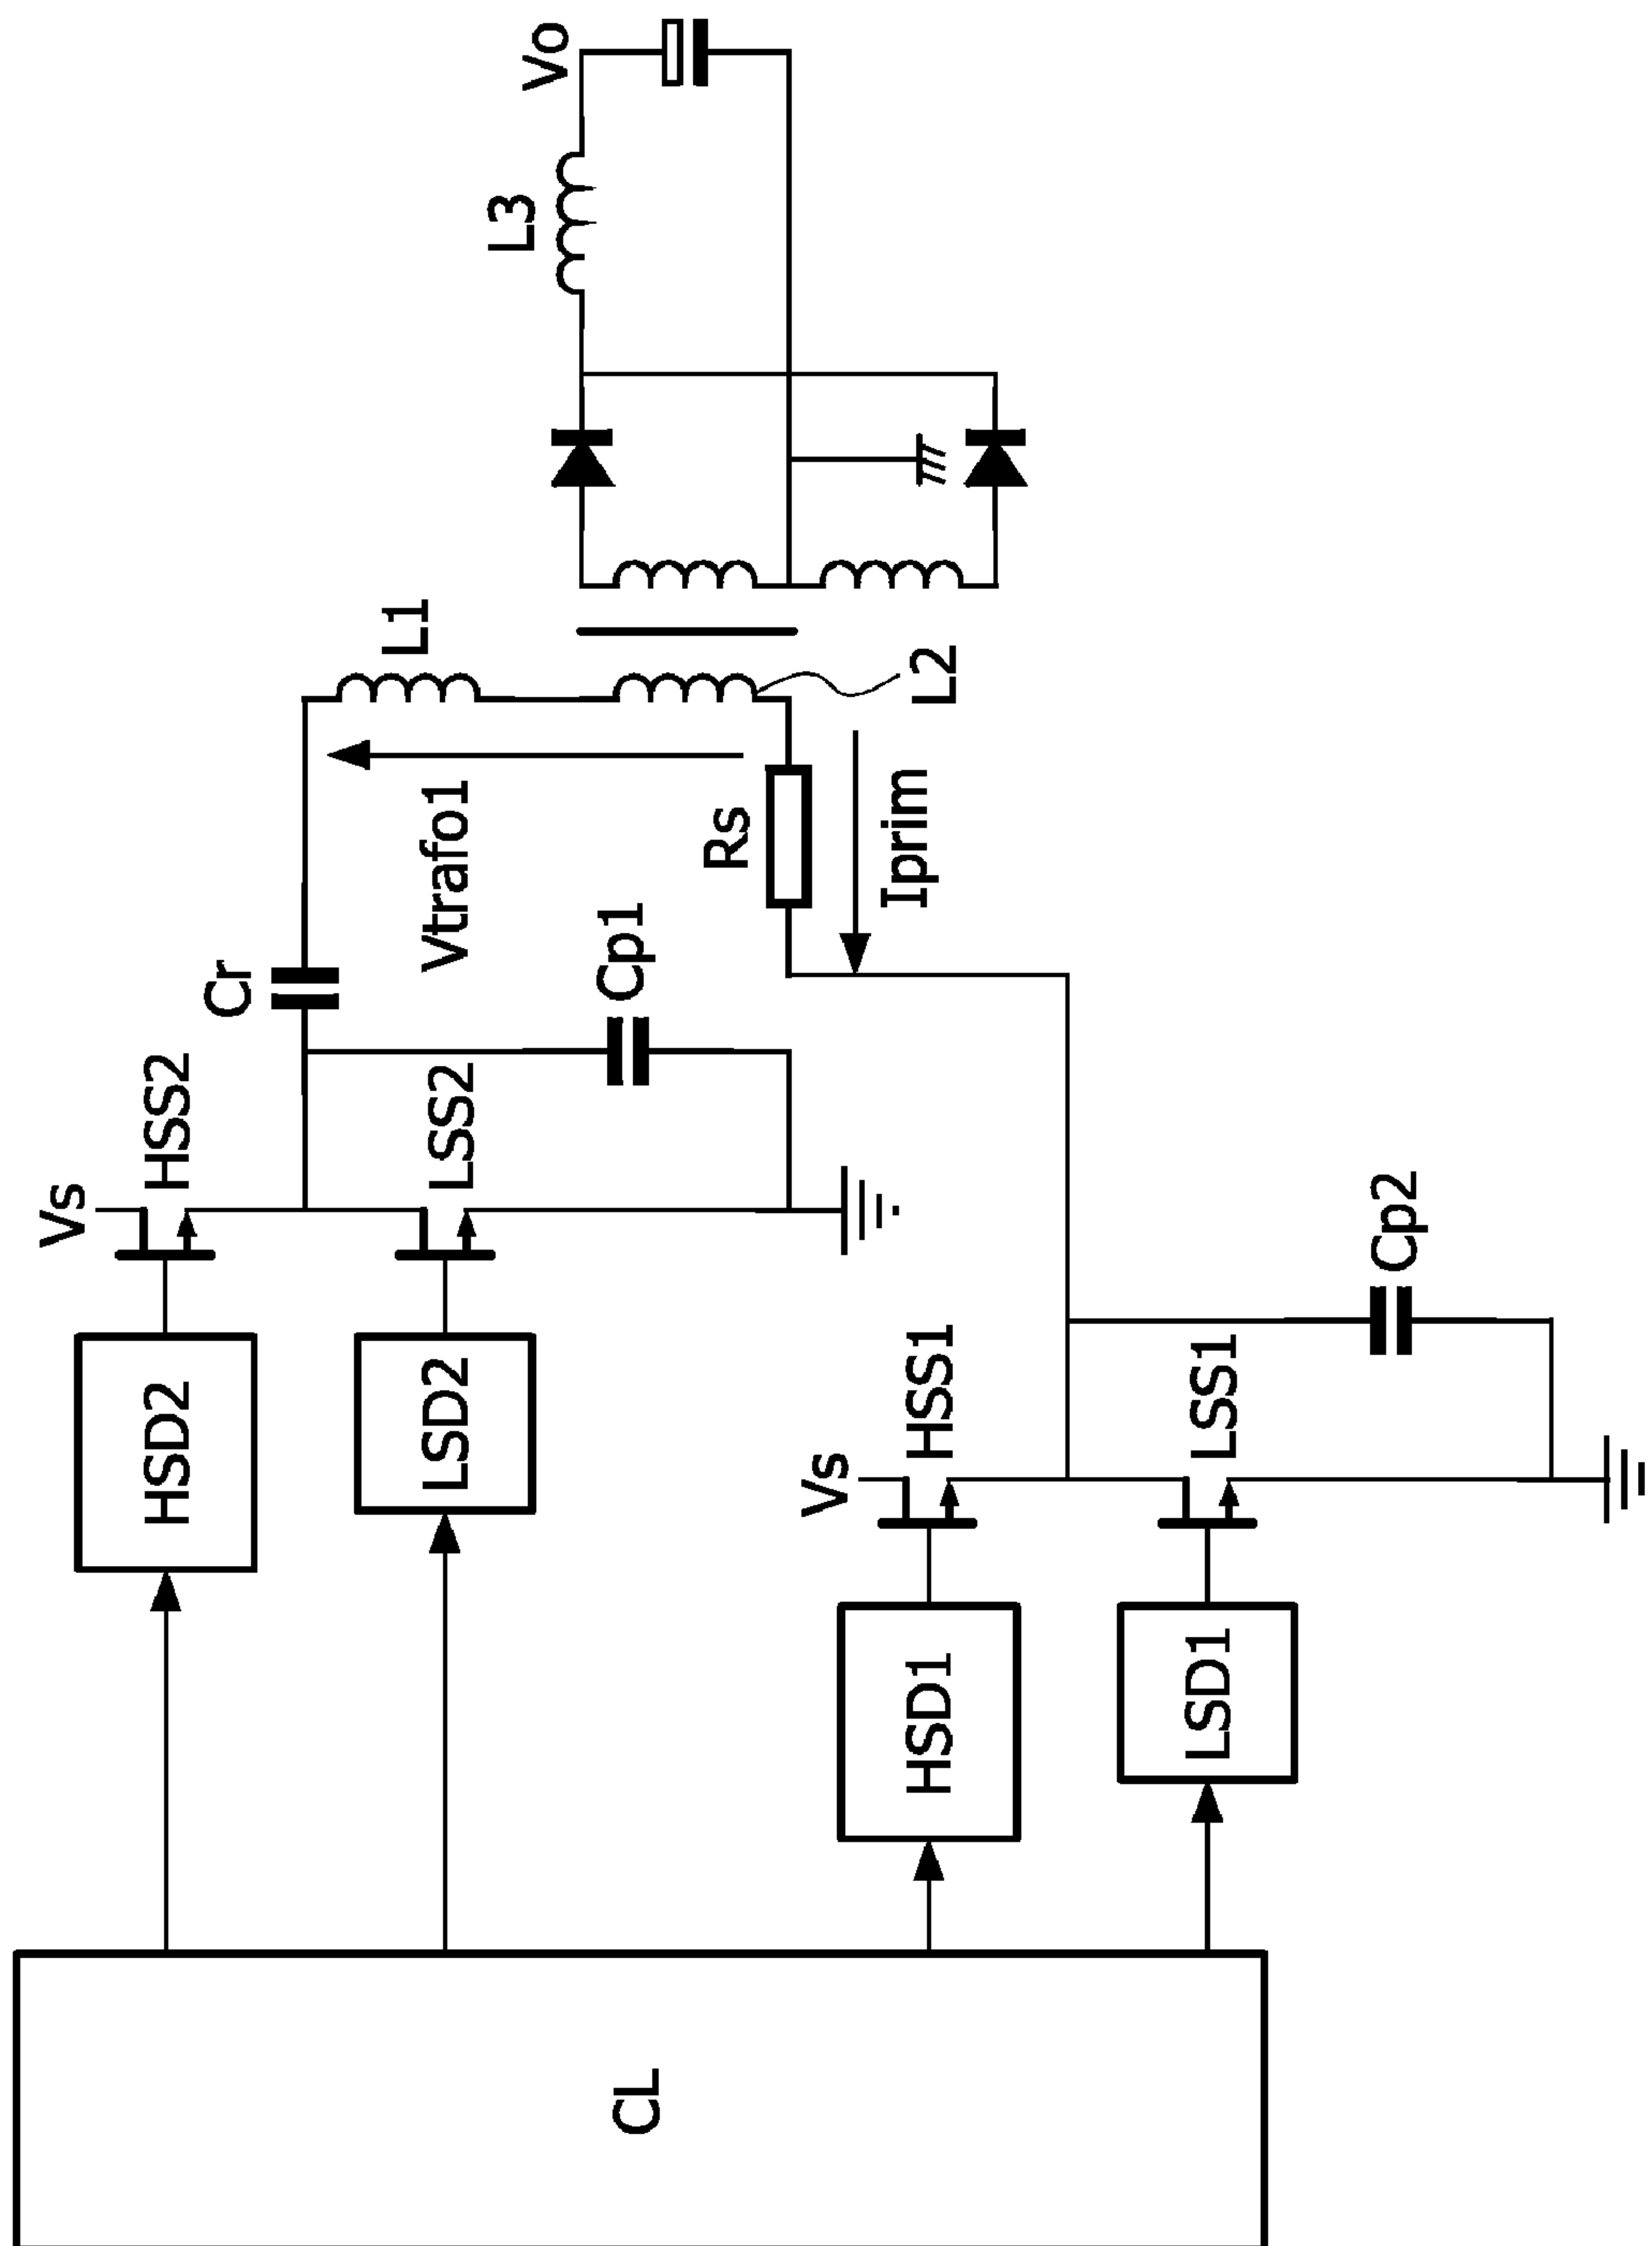 Vs
HSD2
HSS2
Cr
L1
L3
Vo
LSD2
LSS2
Vtrafo1
Cp1
Rs
L2
Iprim
CL
Vs
HSD1
HSS1
LSD1
LSS1
Cp2